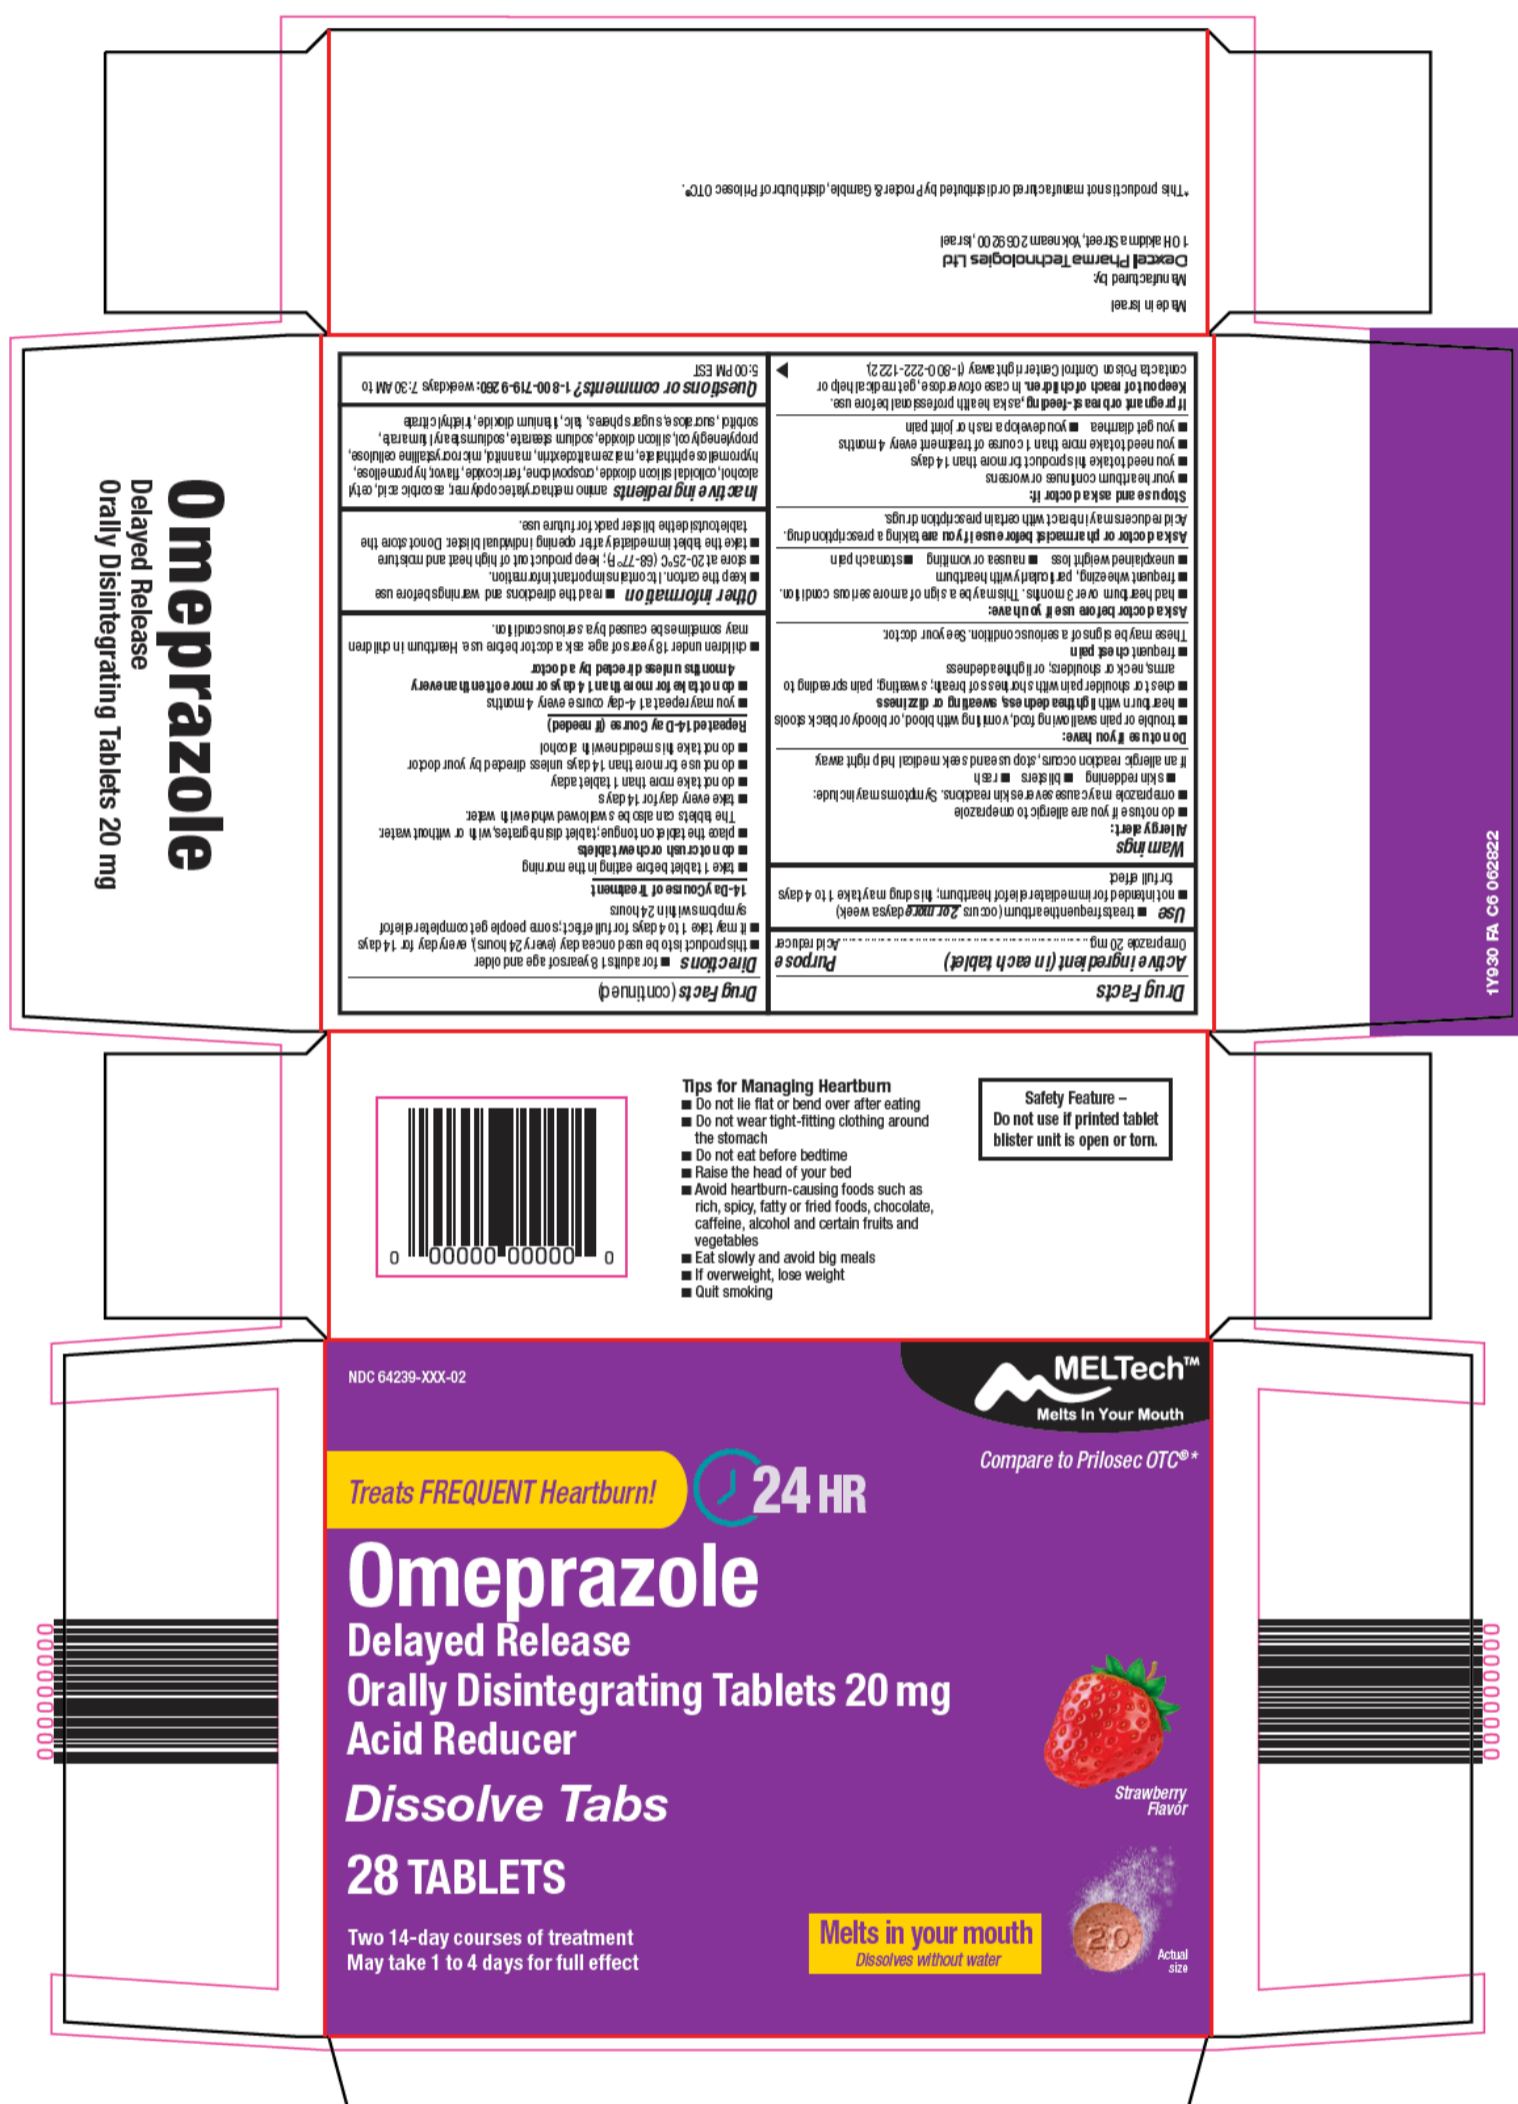 *This product is not manufactured or distributed by Procter & Gamble, distributor of Prilosec OTC®.
Made in Israel
Manufactured by:
Dexcel Pharma Technologies Ltd
10 Hakidma Street, Yokneam 2069200, Israel
Omeprazole
Delayed Release
Orally Disintegrating Tablets 20 mg
Drug Facts
Active ingredient (in each tablet) Purpose
Omeprazole 20 mg Acid reducer
Use ■ treats frequent heartburn (occurs 2 or more days a week)
■ not intended for immediate relief of heartburn; this drug may take 1 to 4 days
for full effect
Warnings
Allergy alert:
■ do not use if you are allergic to omeprazole
■ omeprazole may cause severe skin reactions. Symptoms may include:
■ skin reddening ■ blisters ■ rash
If an allergic reaction occurs, stop use and seek medical help right away
Do not use if you have:
■ trouble or pain swallowing food, vomiting with blood, or bloody or black stools
■ heartburn with lightheadedness, sweating or dizziness
■ chest or shoulder pain with shortness of breath; sweating; pain spreading to
arms, neck or shoulders; or lightheadedness
■ frequent chest pain
These may be signs of a serious condition. See your doctor.
Ask a doctor before use if you have:
■ had heartburn over 3 months. This may be a sign of a more serious condition.
■ frequent wheezing, particularly with heartburn
■ unexplained weight loss ■ nausea or vomiting ■ stomach pain
Ask a doctor or pharmacist before use if you are taking a prescription drug.
Acid reducers may interact with certain prescription drugs.
Stop use and ask a doctor if:
■ your heartburn continues or worsens
■ you need to take this product for more than 14 days
■ you need to take more than 1 course of treatment every 4 months
■ you get diarrhea ■ you develop a rash or joint pain
If pregnant or breast-feeding, ask a health professional before use.
Keep out of reach of children. In case of overdose, get medical help or
contact a Poison Control Center right away (1-800-222-1222).
Drug Facts (continued)
Directions ■ for adults 18 years of age and older
■ this product is to be used once a day (every 24 hours), every day for 14 days
■ it may take 1 to 4 days for full effect; some people get complete relief of
symptoms within 24 hours
14-Day Course of Treatment
■ take 1 tablet before eating in the morning
■ do not crush or chew tablets
■ place the tablet on tongue; tablet disintegrates, with or without water.
The tablets can also be swallowed whole with water.
■ take every day for 14 days
■ do not take more than 1 tablet a day
■ do not use for more than 14 days unless directed by your doctor
■ do not take this medicine with alcohol
Repeated 14-Day Course (if needed)
■ you may repeat a 14-day course every 4 months
■ do not take for more than 14 days or more often than every
4 months unless directed by a doctor
■ children under 18 years of age: ask a doctor before use. Heartburn in children
may sometimes be caused by a serious condition.
Other information ■ read the directions and warnings before use
■ keep the carton. It contains important information.
■ store at 20-25°C (68-77°F); keep product out of high heat and moisture
■ take the tablet immediately after opening individual blister. Do not store the
tablet outside the blister pack for future use.
Inactive ingredients amino methacrylate copolymer, ascorbic acid, cetyl
alcohol, colloidal silicon dioxide, crospovidone, ferric oxide, flavor, hypromellose,
hypromellose phthalate, maize maltodextrin, mannitol, microcrystalline cellulose,
propylene glycol, silicon dioxide, sodium stearate, sodium stearyl fumarate,
sorbitol, sucralose, sugar spheres, talc, titanium dioxide, triethyl citrate
Questions or comments? 1-800-719-9260: weekdays 7:30 AM to
5:00 PM EST
1Y930 FA C6 062822
0 00000 00000 0
Tips for Managing Heartburn
■ Do not lie flat or bend over after eating
■ Do not wear tight-fitting clothing around
the stomach
■ Do not eat before bedtime
■ Raise the head of your bed
■ Avoid heartburn-causing foods such as
rich, spicy, fatty or fried foods, chocolate,
caffeine, alcohol and certain fruits and
vegetables
■ Eat slowly and avoid big meals
■ If overweight, lose weight
■ Quit smoking
Safety Feature –
Do not use if printed tablet
blister unit is open or torn.
NDC 64239-XXX-02
MELTech™
Melts In Your Mouth
Compare to Prilosec OTC®*
Treats FREQUENT Heartburn!
24 HR
Omeprazole
Delayed Release
Orally Disintegrating Tablets 20 mg
Acid Reducer
Dissolve Tabs
28 TABLETS
Two 14-day courses of treatment
May take 1 to 4 days for full effect
Strawberry
Flavor
Melts in your mouth
Dissolves without water
20
Actual
size
0000000000
0000000000